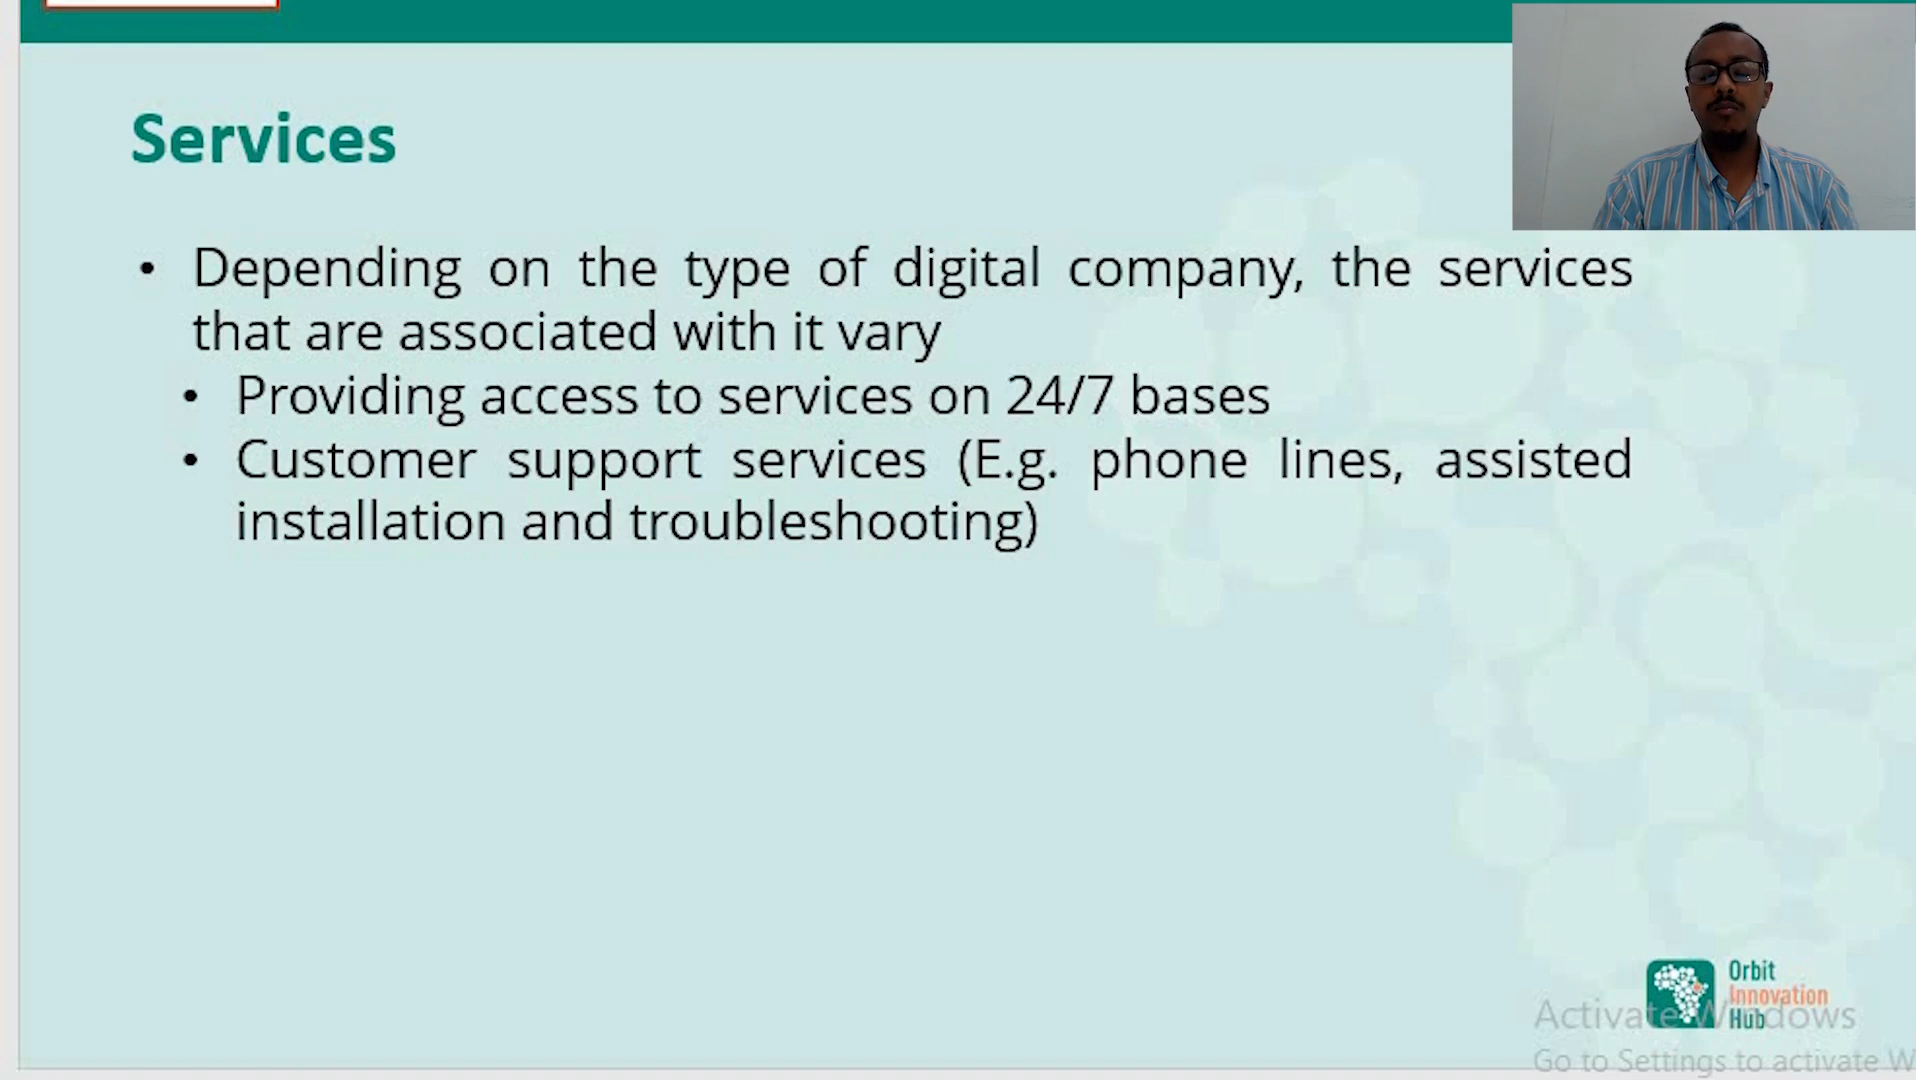 Services
• Depending on the type of digital company, the services
that are associated with it vary
• Providing access to services on 24/7 bases
• Customer support services (E.g. phone lines, assisted
installation and troubleshooting)
Orbit
Innovation
Hub
Activate Windows
Go to Settings to activate W